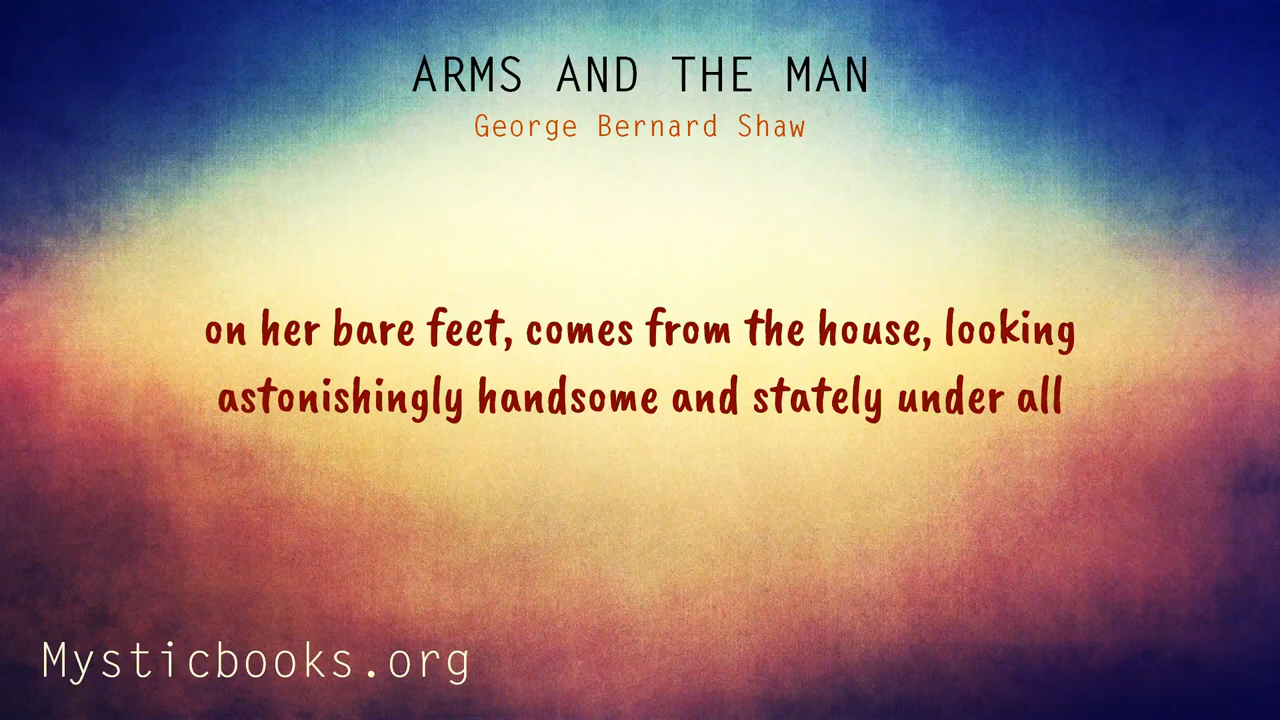 ARMS AND THE MAN
George Bernard Shaw
on her bare feet, comes from the house, looking
astonishingly handsome and stately under all
Mysticbooks.org